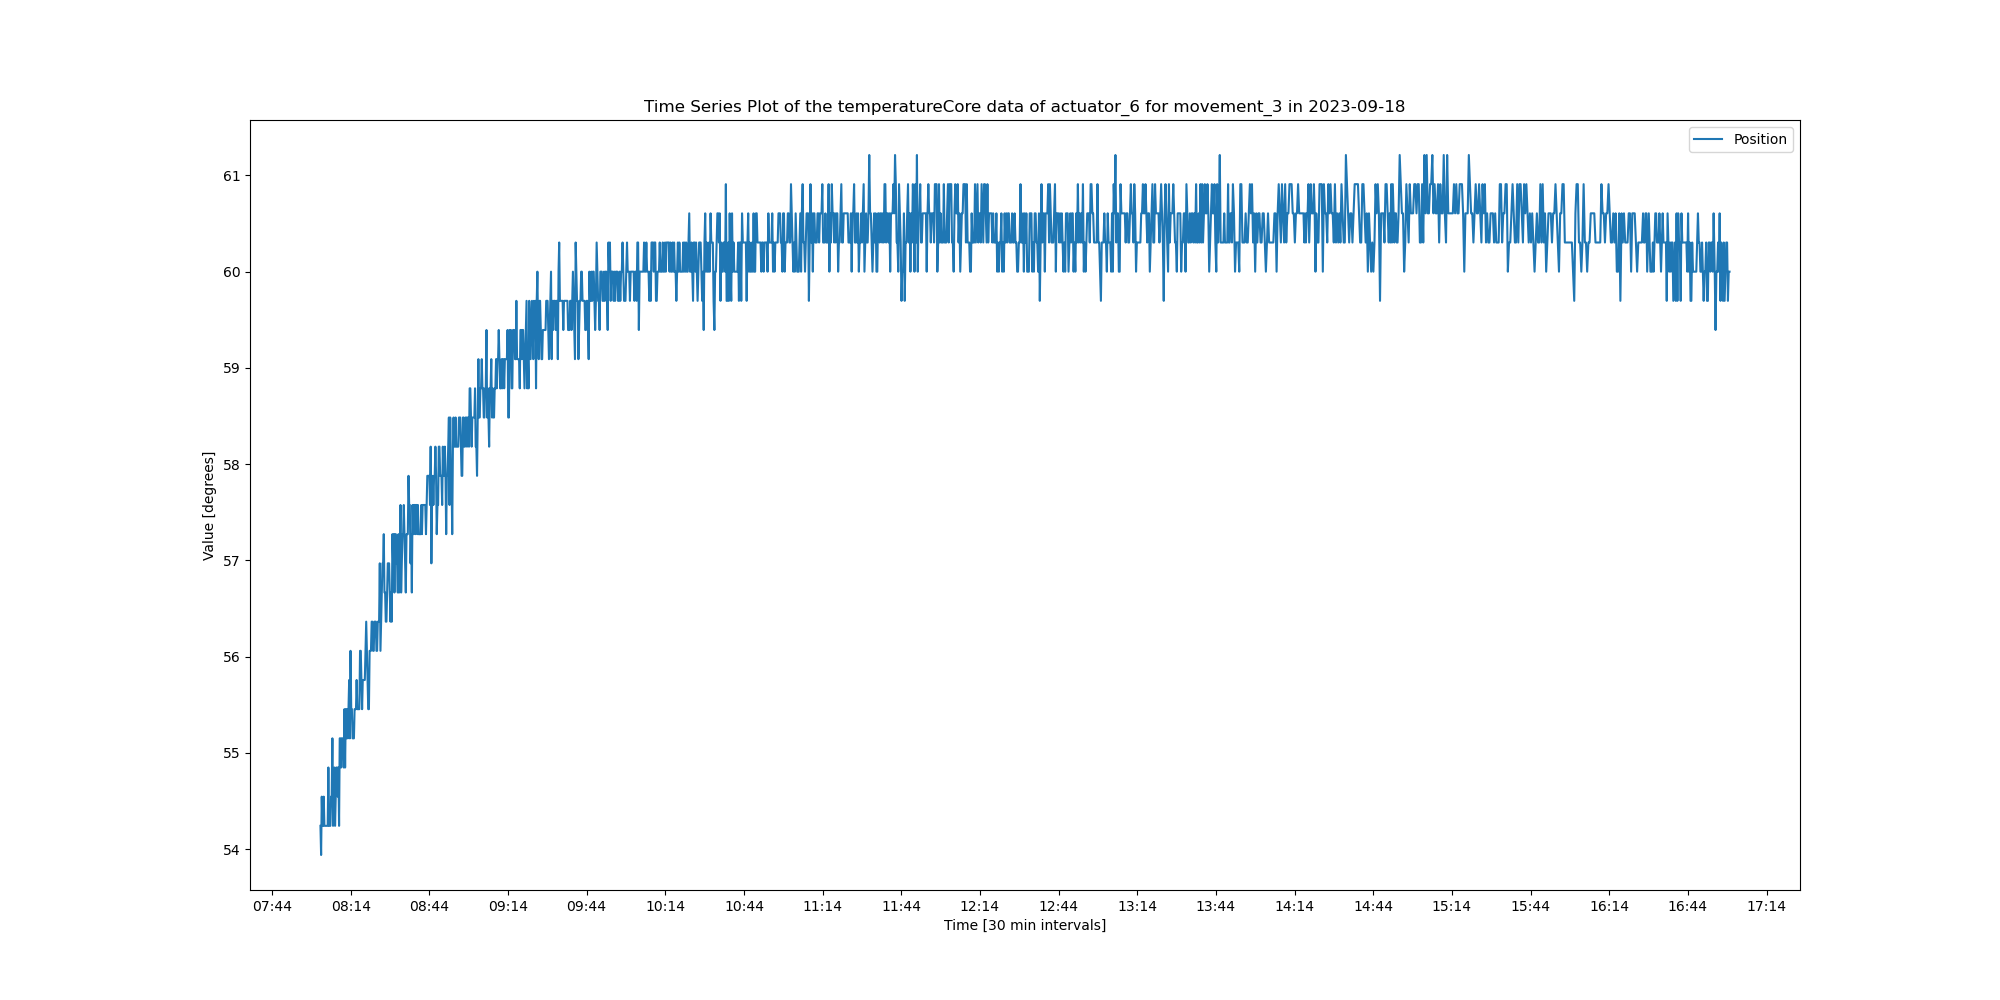 Time Series Plot of the temperatureCore data of actuator_6 for movement_3 in 2023-09-18
Position
61
60
59
58
57
56
55
54
Value [degrees]
07:44 08:14 08:44 09:14 09:44 10:14 10:44 11:14 11:44 12:14 12:44 13:14 13:44 14:14 14:44 15:14 15:44 16:14 16:44 17:14
Time [30 min intervals]